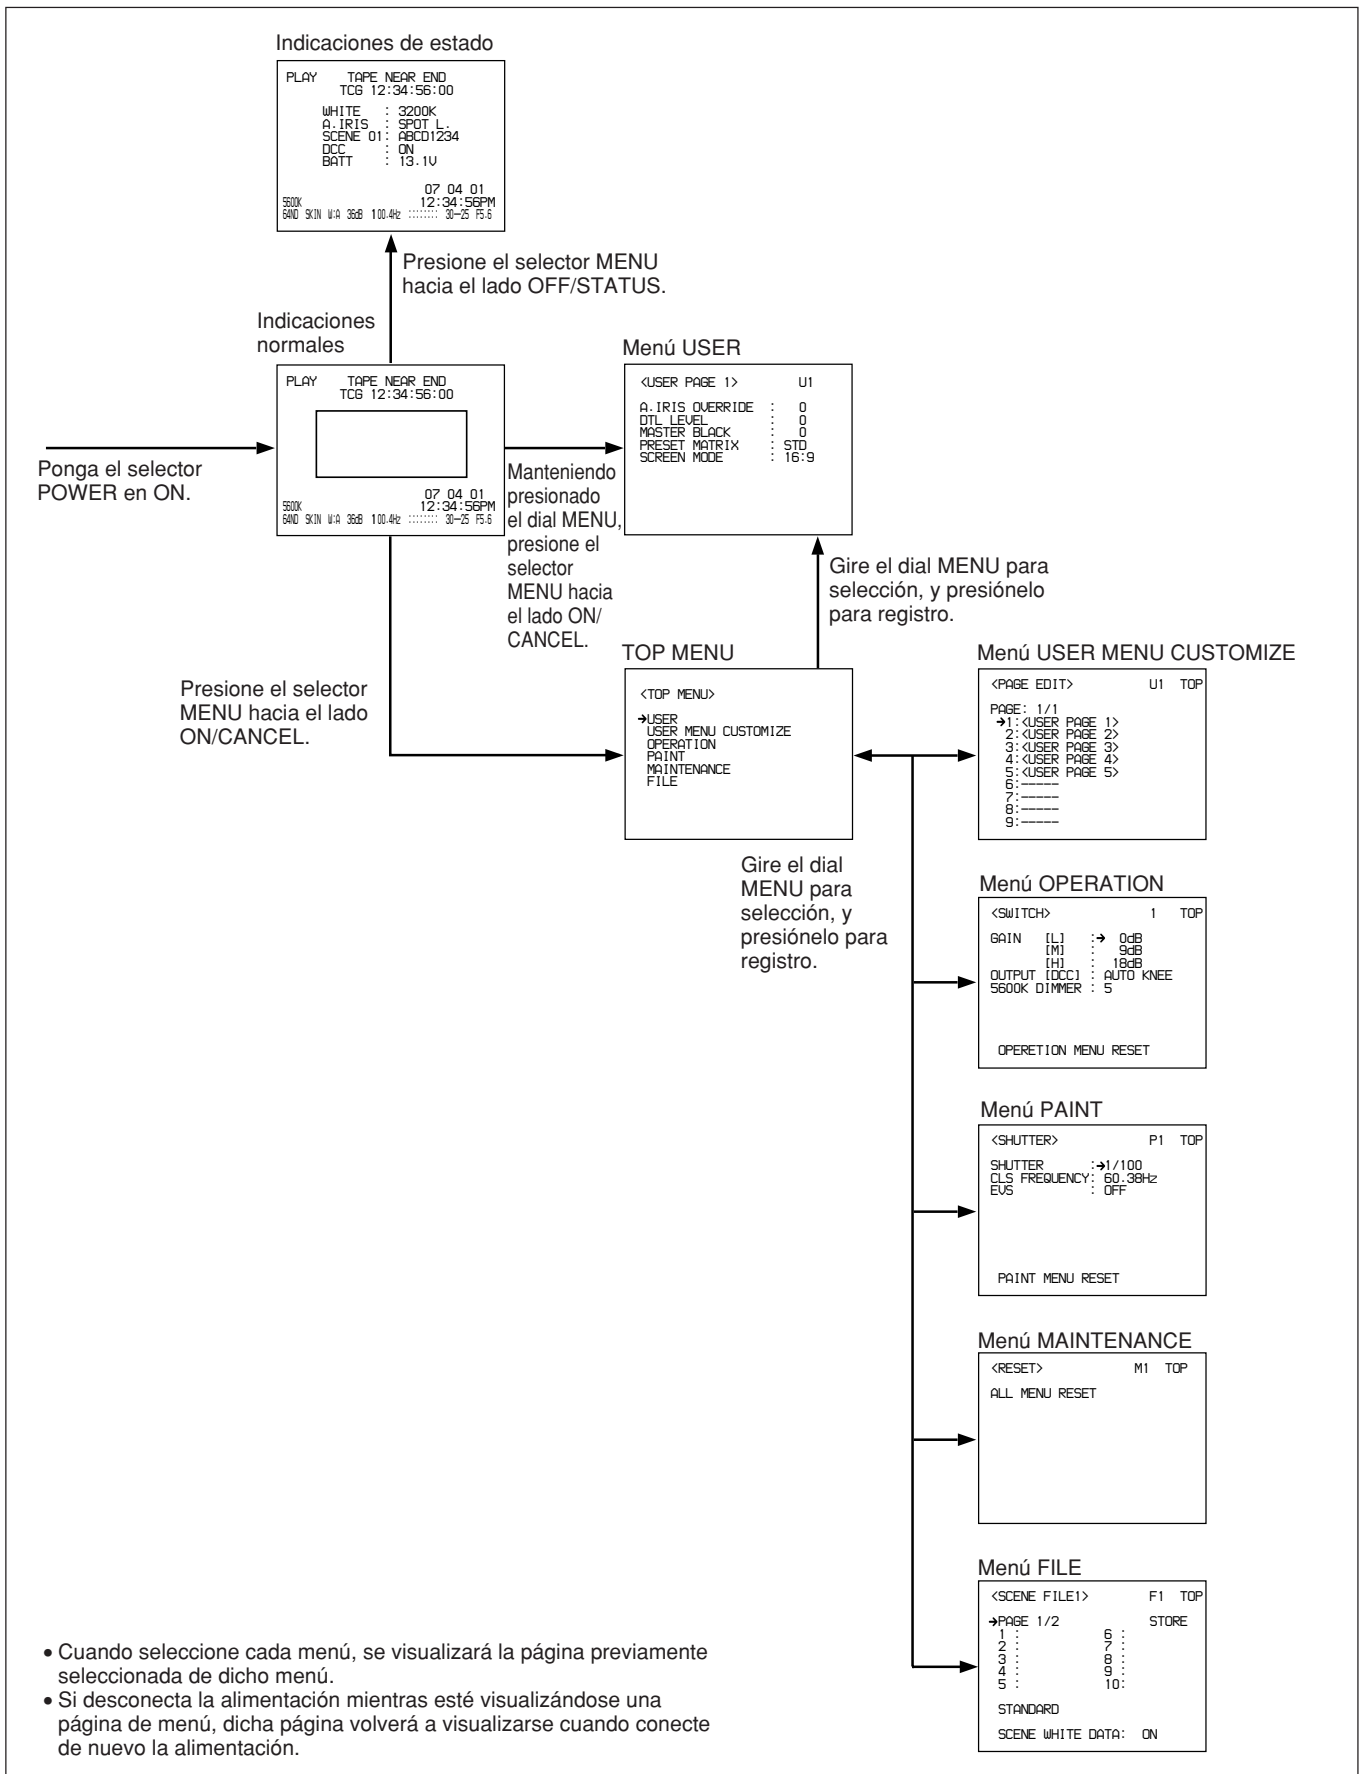 Indicaciones de estado
PLAY TAPE NEAR END
TCG 12:34:56:00
WHITE : 3200K
A.IRIS : SPOT L.
SCENE 01: ABCD1234
DCC : ON
BATT : 13.1V
07 04 01
5600K 12:34:56PM
64ND SKIN W:A 36dB 100.4Hz :::::::: 30—25 F5.6
Presione el selector MENU
hacia el lado OFF/STATUS.
Indicaciones
normales
PLAY TAPE NEAR END
TCG 12:34:56:00
07 04 01
5600K 12:34:56PM
64ND SKIN W:A 36dB 100.4Hz :::::::: 30—25 F5.6
Ponga el selector
POWER en ON.
Menú USER
<USER PAGE 1> U1
A.IRIS OVERRIDE : 0
DTL LEVEL : 0
MASTER BLACK : 0
PRESET MATRIX : STD
SCREEN MODE : 16:9
Manteniendo
presionado
el dial MENU,
presione el
selector
MENU hacia
el lado ON/
CANCEL.
Gire el dial MENU para
selección, y presiónelo
para registro.
Presione el selector
MENU hacia el lado
ON/CANCEL.
TOP MENU
<TOP MENU>
➔USER
USER MENU CUSTOMIZE
OPERATION
PAINT
MAINTENANCE
FILE
Gire el dial
MENU para
selección, y
presiónelo para
registro.
Menú USER MENU CUSTOMIZE
<PAGE EDIT> U1 TOP
PAGE: 1/1
➔1:<USER PAGE 1>
2:<USER PAGE 2>
3:<USER PAGE 3>
4:<USER PAGE 4>
5:<USER PAGE 5>
6:-----
7:-----
8:-----
9:-----
Menú OPERATION
<SWITCH> 1 TOP
GAIN [L] :➔ 0dB
[M] : 9dB
[H] : 18dB
OUTPUT [DCC] : AUTO KNEE
5600K DIMMER : 5
OPERETION MENU RESET
Menú PAINT
<SHUTTER> P1 TOP
SHUTTER :➔1/100
CLS FREQUENCY: 60.38Hz
EVS : OFF
PAINT MENU RESET
Menú MAINTENANCE
<RESET> M1 TOP
ALL MENU RESET
Menú FILE
<SCENE FILE1> F1 TOP
➔PAGE 1/2 STORE
1 : 6 :
2 : 7 :
3 : 8 :
4 : 9 :
5 : 10:
STANDARD
SCENE WHITE DATA: ON
• Cuando seleccione cada menú, se visualizará la página previamente
seleccionada de dicho menú.
• Si desconecta la alimentación mientras esté visualizándose una
página de menú, dicha página volverá a visualizarse cuando conecte
de nuevo la alimentación.